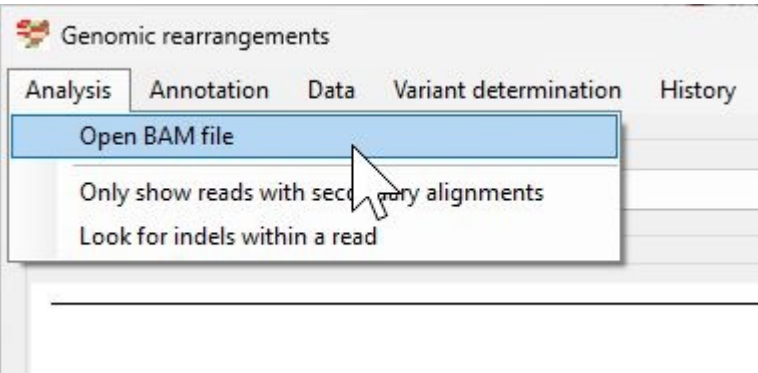 Genomic rearrangements
Analysis Annotation Data Variant determination History
Open BAM file
Only show reads with secondary alignments
Look for indels within a read